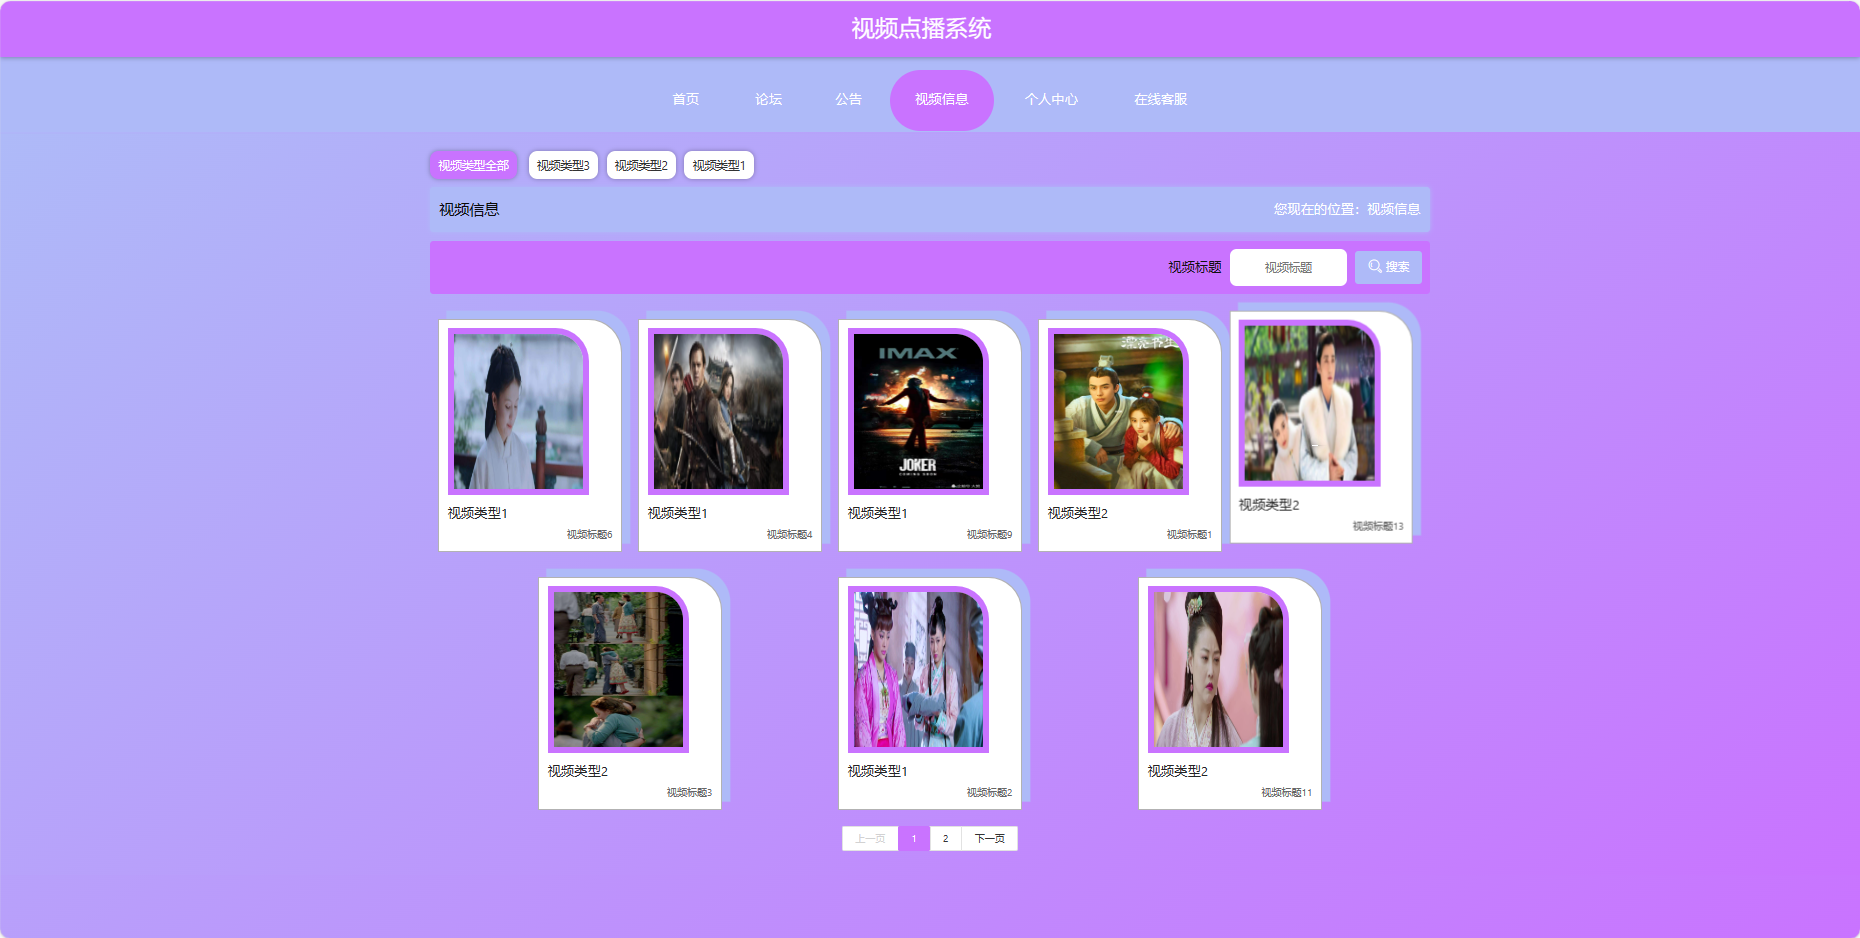 视频点播系统
首页 论坛 公告 视频信息 个人中心 在线客服
视频类型全部 视频类型3 视频类型2 视频类型1
视频信息 您现在的位置：视频信息
视频标题 视频标题 搜索
IMAX
JOKER
COMING SOON
视频类型1
视频标题6
视频类型1
视频标题4
视频类型1
视频标题9
视频类型2
视频标题1
视频类型2
视频标题13
视频类型2
视频标题3
视频类型1
视频标题2
视频类型2
视频标题11
上一页 1 2 下一页